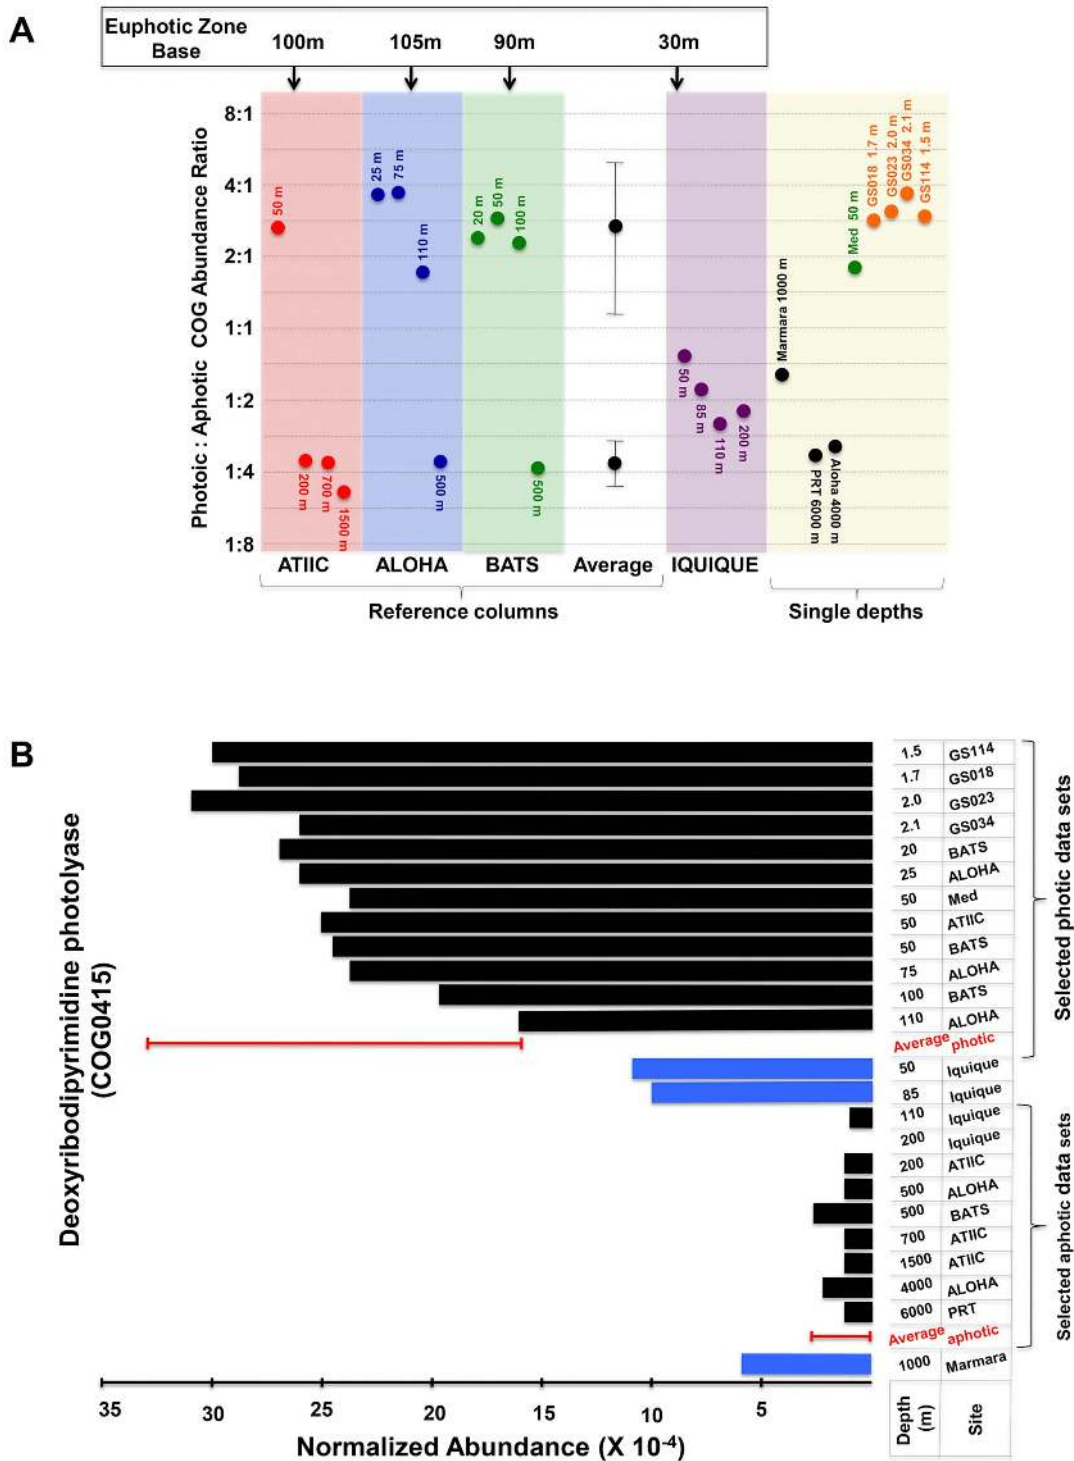 A
Euphotic Zone
Base
100m
105m
90m
30m
Photoic : Aphotic COG Abundance Ratio
8:1
4:1
2:1
1:1
1:2
1:4
1:8
50 m
200 m
700 m
1500 m
25 m
75 m
110 m
500 m
20 m
50 m
100 m
500 m
50 m
85 m
110 m
200 m
Marmara 1000 m
PRT 6000 m
Aloha 4000 m
Med 50 m
GS018 1.7 m
GS023 2.0 m
GS034 2.1 m
GS114 1.5 m
ATIIC
ALOHA
BATS
Average
IQUIQUE
Reference columns
Single depths
B
Deoxyribodipyrimidine photolyase
(COG0415)
1.5 GS114
1.7 GS018
2.0 GS023
2.1 GS034
20 BATS
25 ALOHA
50 Med
50 ATIIC
50 BATS
75 ALOHA
100 BATS
110 ALOHA
Average photic
50 Iquique
85 Iquique
110 Iquique
200 Iquique
200 ATIIC
500 ALOHA
500 BATS
700 ATIIC
1500 ATIIC
4000 ALOHA
6000 PRT
Average aphotic
1000 Marmara
Depth (m)
Site
Selected photic data sets
Selected aphotic data sets
35 30 25 20 15 10 5
Normalized Abundance (X 10⁻⁴)